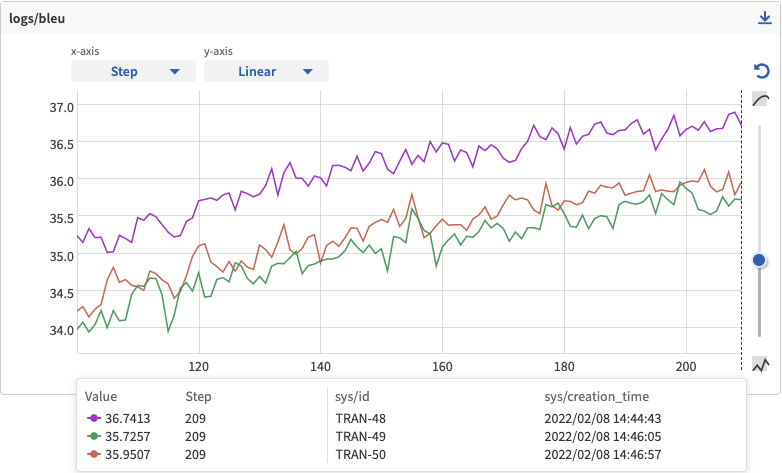 logs/bleu
x-axis
y-axis
Step
Linear
37.0
36.5
36.0
35.5
35.0
34.5
34.0
120 140 160 180 200
Value Step sys/id sys/creation_time
36.7413 209 TRAN-48 2022/02/08 14:44:43
35.7257 209 TRAN-49 2022/02/08 14:46:05
35.9507 209 TRAN-50 2022/02/08 14:46:57